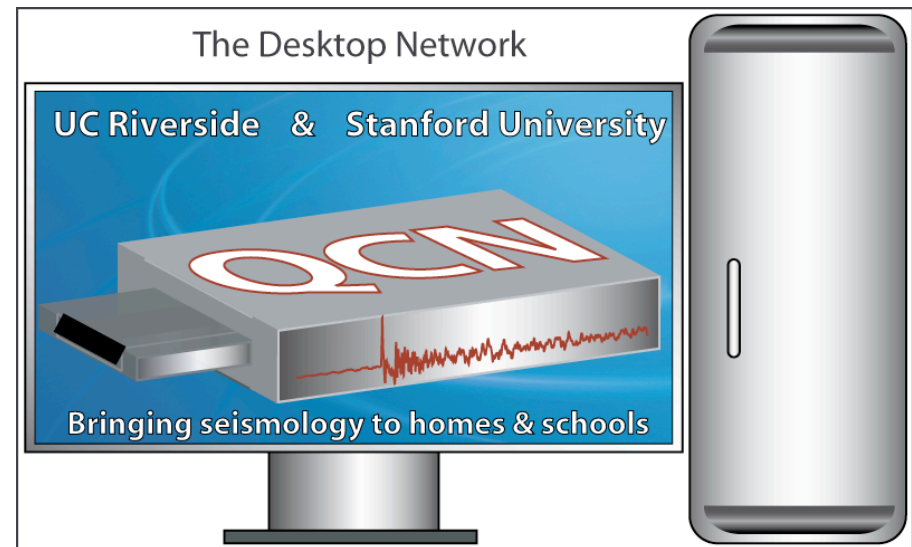 The Desktop Network
UC Riverside & Stanford University
QCN
Bringing seismology to homes & schools